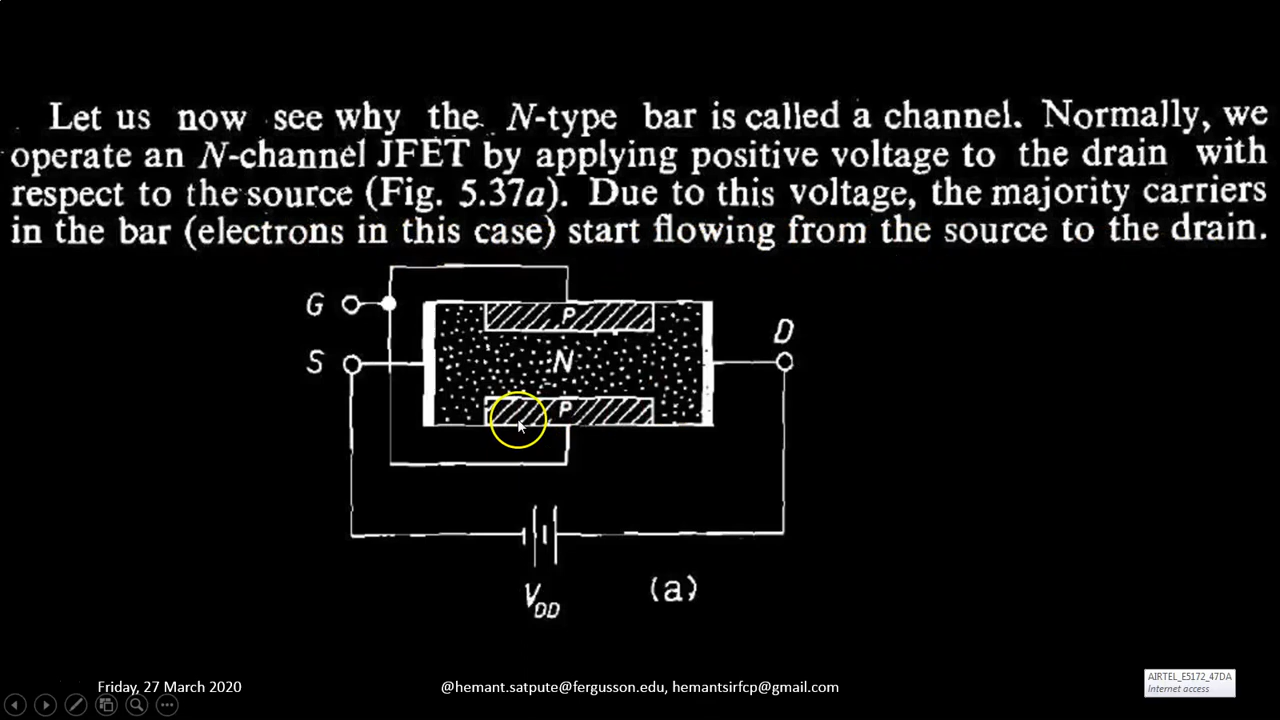 Let us now see why the N-type bar is called a channel. Normally, we
operate an N-channel JFET by applying positive voltage to the drain with
respect to the source (Fig. 5.37a). Due to this voltage, the majority carriers
in the bar (electrons in this case) start flowing from the source to the drain.
G
P
D
S
N
P
VDD
(a)
Friday, 27 March 2020
@hemant.satpute@fergusson.edu, hemantsirfcp@gmail.com
AIRTEL_E5172_47DA
Internet access